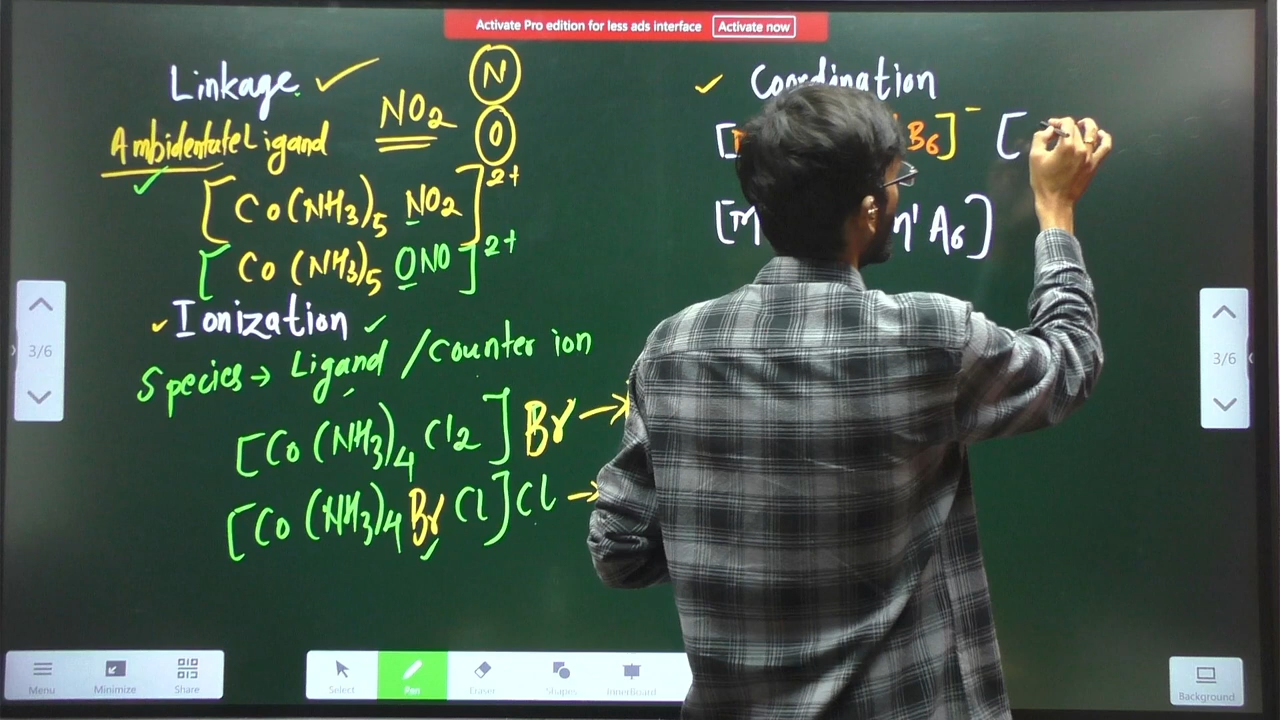 Activate Pro edition for less ads interface Activate now
Linkage
NO2
N
O
Ambidentate Ligand
[Co(NH3)5 NO2]2+
[Co (NH3)5 ONO]2+
Ionization
Species → Ligand / Counter ion
[Co (NH3)4 Cl2] Br →
[Co (NH3)4 Br Cl] Cl →
Coordination
[ B6]- [
[M M' A6]
3/6
3/6
Menu Minimize Share Select Pen Eraser Shapes InnerBoard Background